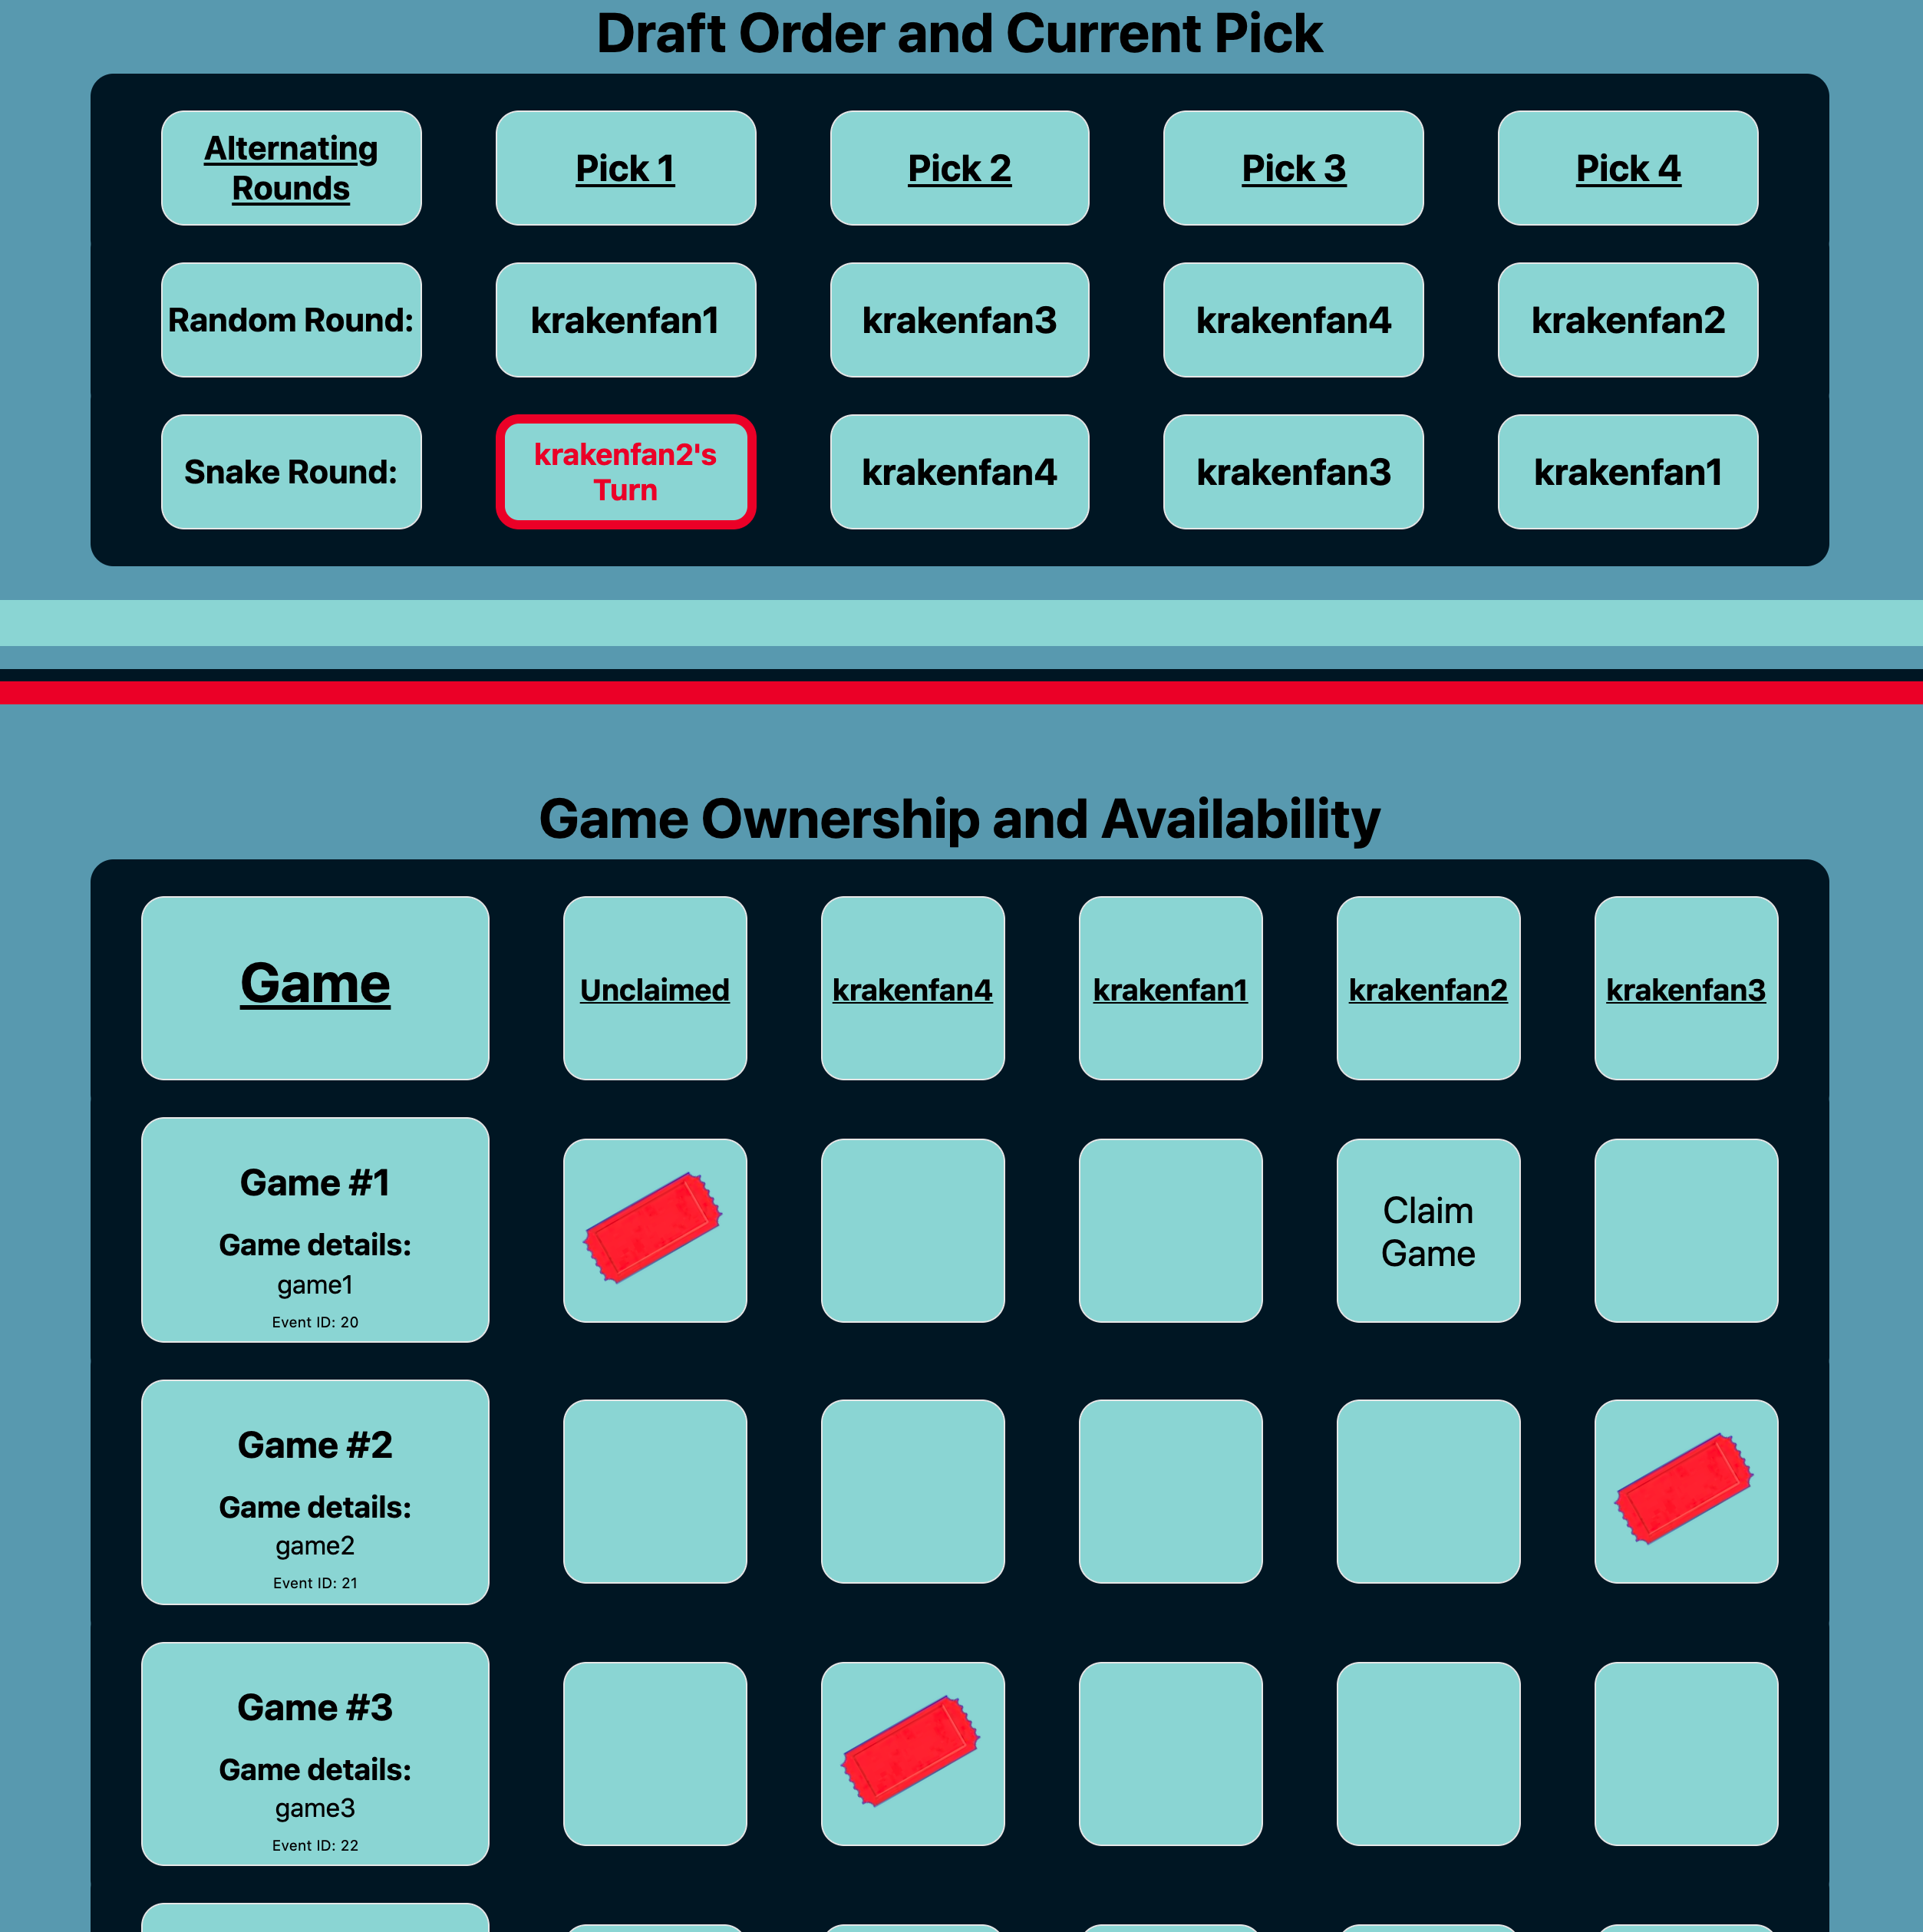 Draft Order and Current Pick
Alternating
Rounds
Pick 1
Pick 2
Pick 3
Pick 4
Random Round:
krakenfan1
krakenfan3
krakenfan4
krakenfan2
Snake Round:
krakenfan2's
Turn
krakenfan4
krakenfan3
krakenfan1
Game Ownership and Availability
Game
Unclaimed
krakenfan4
krakenfan1
krakenfan2
krakenfan3
Game #1
Game details:
game1
Event ID: 20
Claim
Game
Game #2
Game details:
game2
Event ID: 21
Game #3
Game details:
game3
Event ID: 22